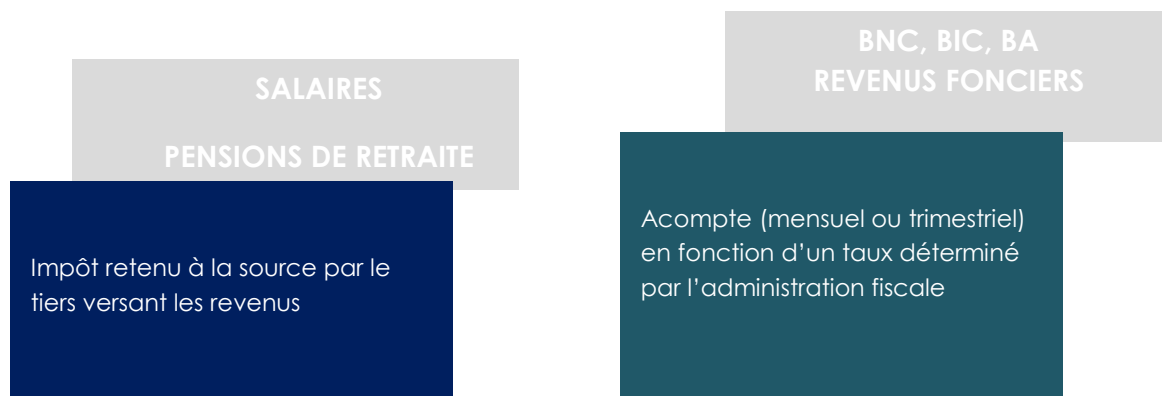 SALAIRES
PENSIONS DE RETRAITE
Impôt retenu à la source par le
tiers versant les revenus
BNC, BIC, BA
REVENUS FONCIERS
Acompte (mensuel ou trimestriel)
en fonction d’un taux déterminé
par l’administration fiscale